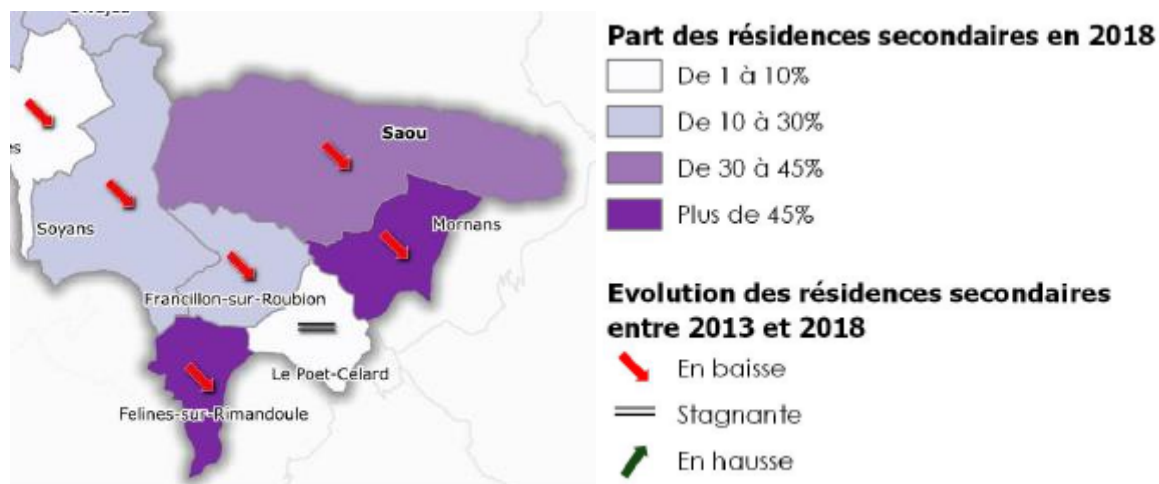 Saou
es
Soyans
Mornans
Francillon-sur-Roubion
Le Poet-Célard
Felines-sur-Rimandoule
Part des résidences secondaires en 2018
De 1 à 10%
De 10 à 30%
De 30 à 45%
Plus de 45%
Evolution des résidences secondaires
entre 2013 et 2018
En baisse
Stagnante
En hausse